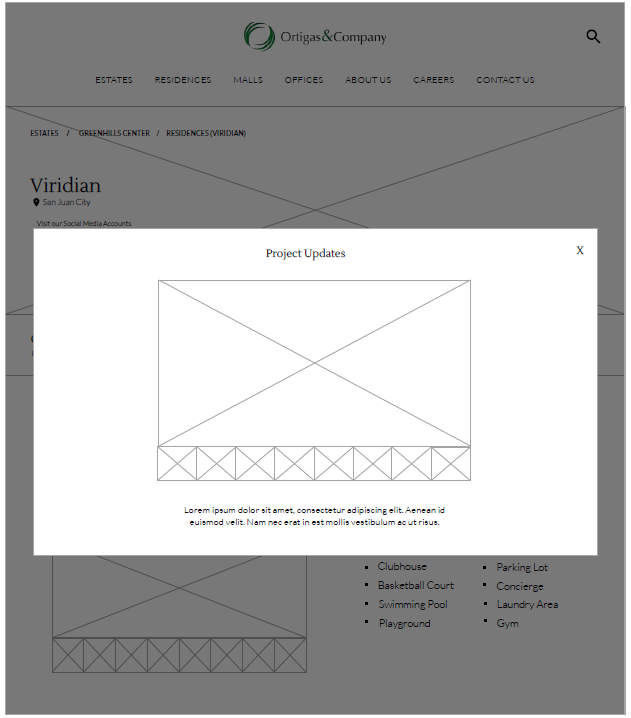 Ortigas&Company
ESTATES RESIDENCES MALLS OFFICES ABOUT US CAREERS CONTACT US
ESTATES / GREENHILLS CENTER / RESIDENCES (VIRIDIAN)
Viridian
San Juan City
Visit our Social Media Accounts
Project Updates X
Lorem ipsum dolor sit amet, consectetur adipiscing elit. Aenean id
euismod velit. Nam nec erat in est mollis vestibulum ac ut risus.
Clubhouse
Basketball Court
Swimming Pool
Playground
Parking Lot
Concierge
Laundry Area
Gym